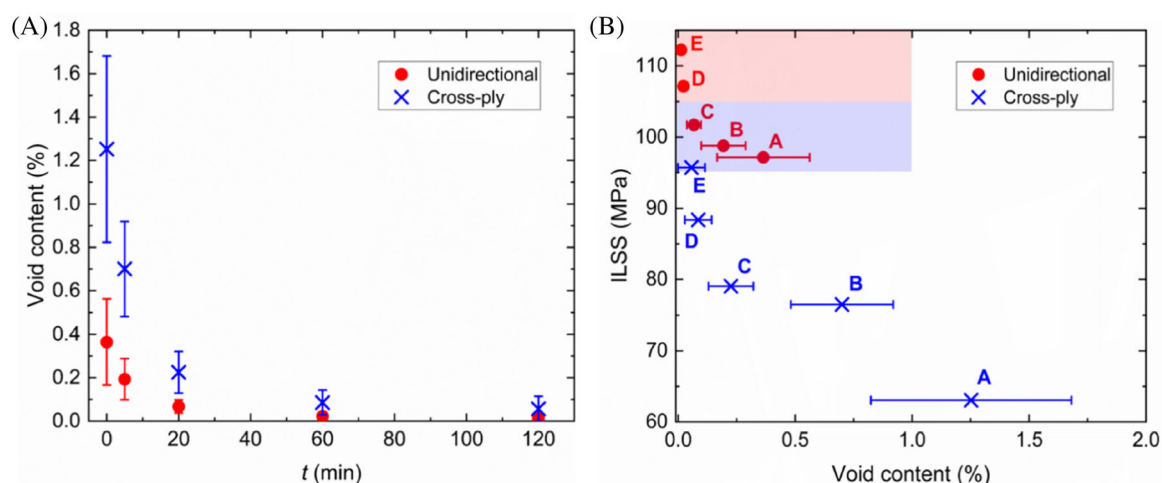 (A)
1.8
1.6
1.4
1.2
1.0
0.8
0.6
0.4
0.2
0.0
Void content (%)
Unidirectional
Cross-ply
0 20 40 60 80 100 120
t (min)
(B)
110
100
90
80
70
60
ILSS (MPa)
Unidirectional
Cross-ply
E
D
C
B
A
E
D
C
B
A
0.0 0.5 1.0 1.5 2.0
Void content (%)